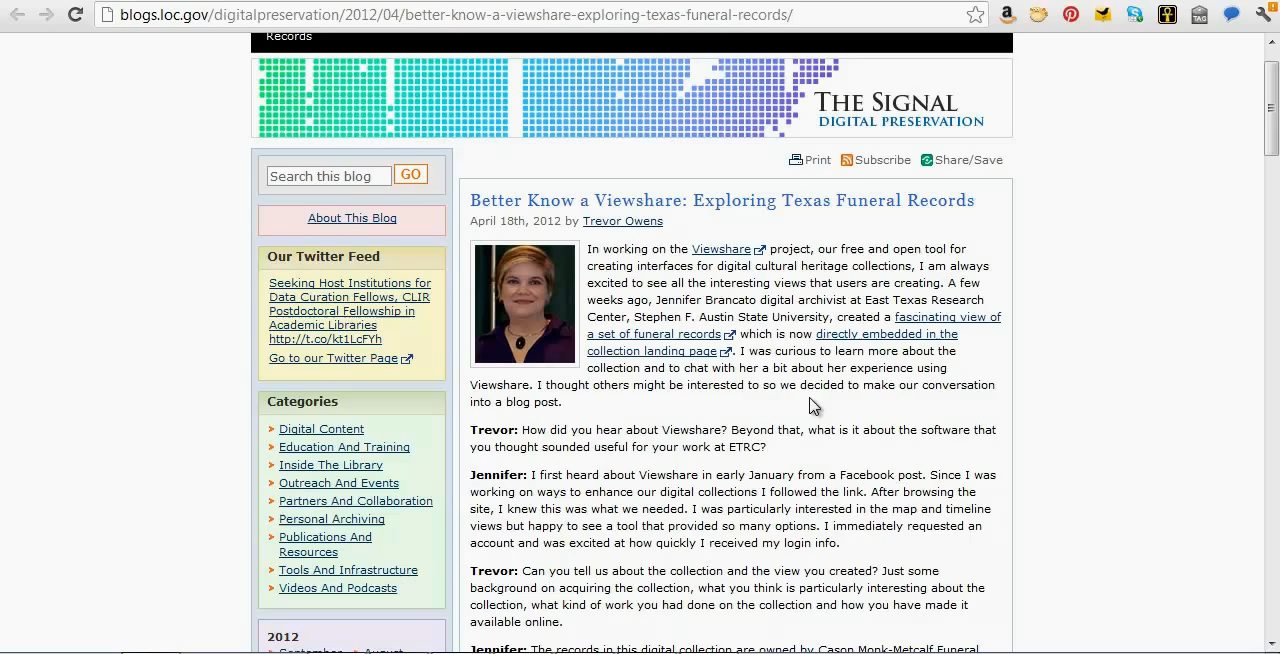 blogs.loc.gov/digitalpreservation/2012/04/better-know-a-viewshare-exploring-texas-funeral-records/
Records
THE SIGNAL
DIGITAL PRESERVATION
Print Subscribe Share/Save
Search this blog GO
About This Blog
Our Twitter Feed
Seeking Host Institutions for
Data Curation Fellows, CLIR
Postdoctoral Fellowship in
Academic Libraries
http://t.co/kt1LcFYh
Go to our Twitter Page
Categories
Digital Content
Education And Training
Inside The Library
Outreach And Events
Partners And Collaboration
Personal Archiving
Publications And
Resources
Tools And Infrastructure
Videos And Podcasts
2012
September August
Better Know a Viewshare: Exploring Texas Funeral Records
April 18th, 2012 by Trevor Owens
In working on the Viewshare project, our free and open tool for
creating interfaces for digital cultural heritage collections, I am always
excited to see all the interesting views that users are creating. A few
weeks ago, Jennifer Brancato digital archivist at East Texas Research
Center, Stephen F. Austin State University, created a fascinating view of
a set of funeral records which is now directly embedded in the
collection landing page. I was curious to learn more about the
collection and to chat with her a bit about her experience using
Viewshare. I thought others might be interested to so we decided to make our conversation
into a blog post.
Trevor: How did you hear about Viewshare? Beyond that, what is it about the software that
you thought sounded useful for your work at ETRC?
Jennifer: I first heard about Viewshare in early January from a Facebook post. Since I was
working on ways to enhance our digital collections I followed the link. After browsing the
site, I knew this was what we needed. I was particularly interested in the map and timeline
views but happy to see a tool that provided so many options. I immediately requested an
account and was excited at how quickly I received my login info.
Trevor: Can you tell us about the collection and the view you created? Just some
background on acquiring the collection, what you think is particularly interesting about the
collection, what kind of work you had done on the collection and how you have made it
available online.
Jennifer: The records in this digital collection are owned by Cason Monk-Metcalf Funeral